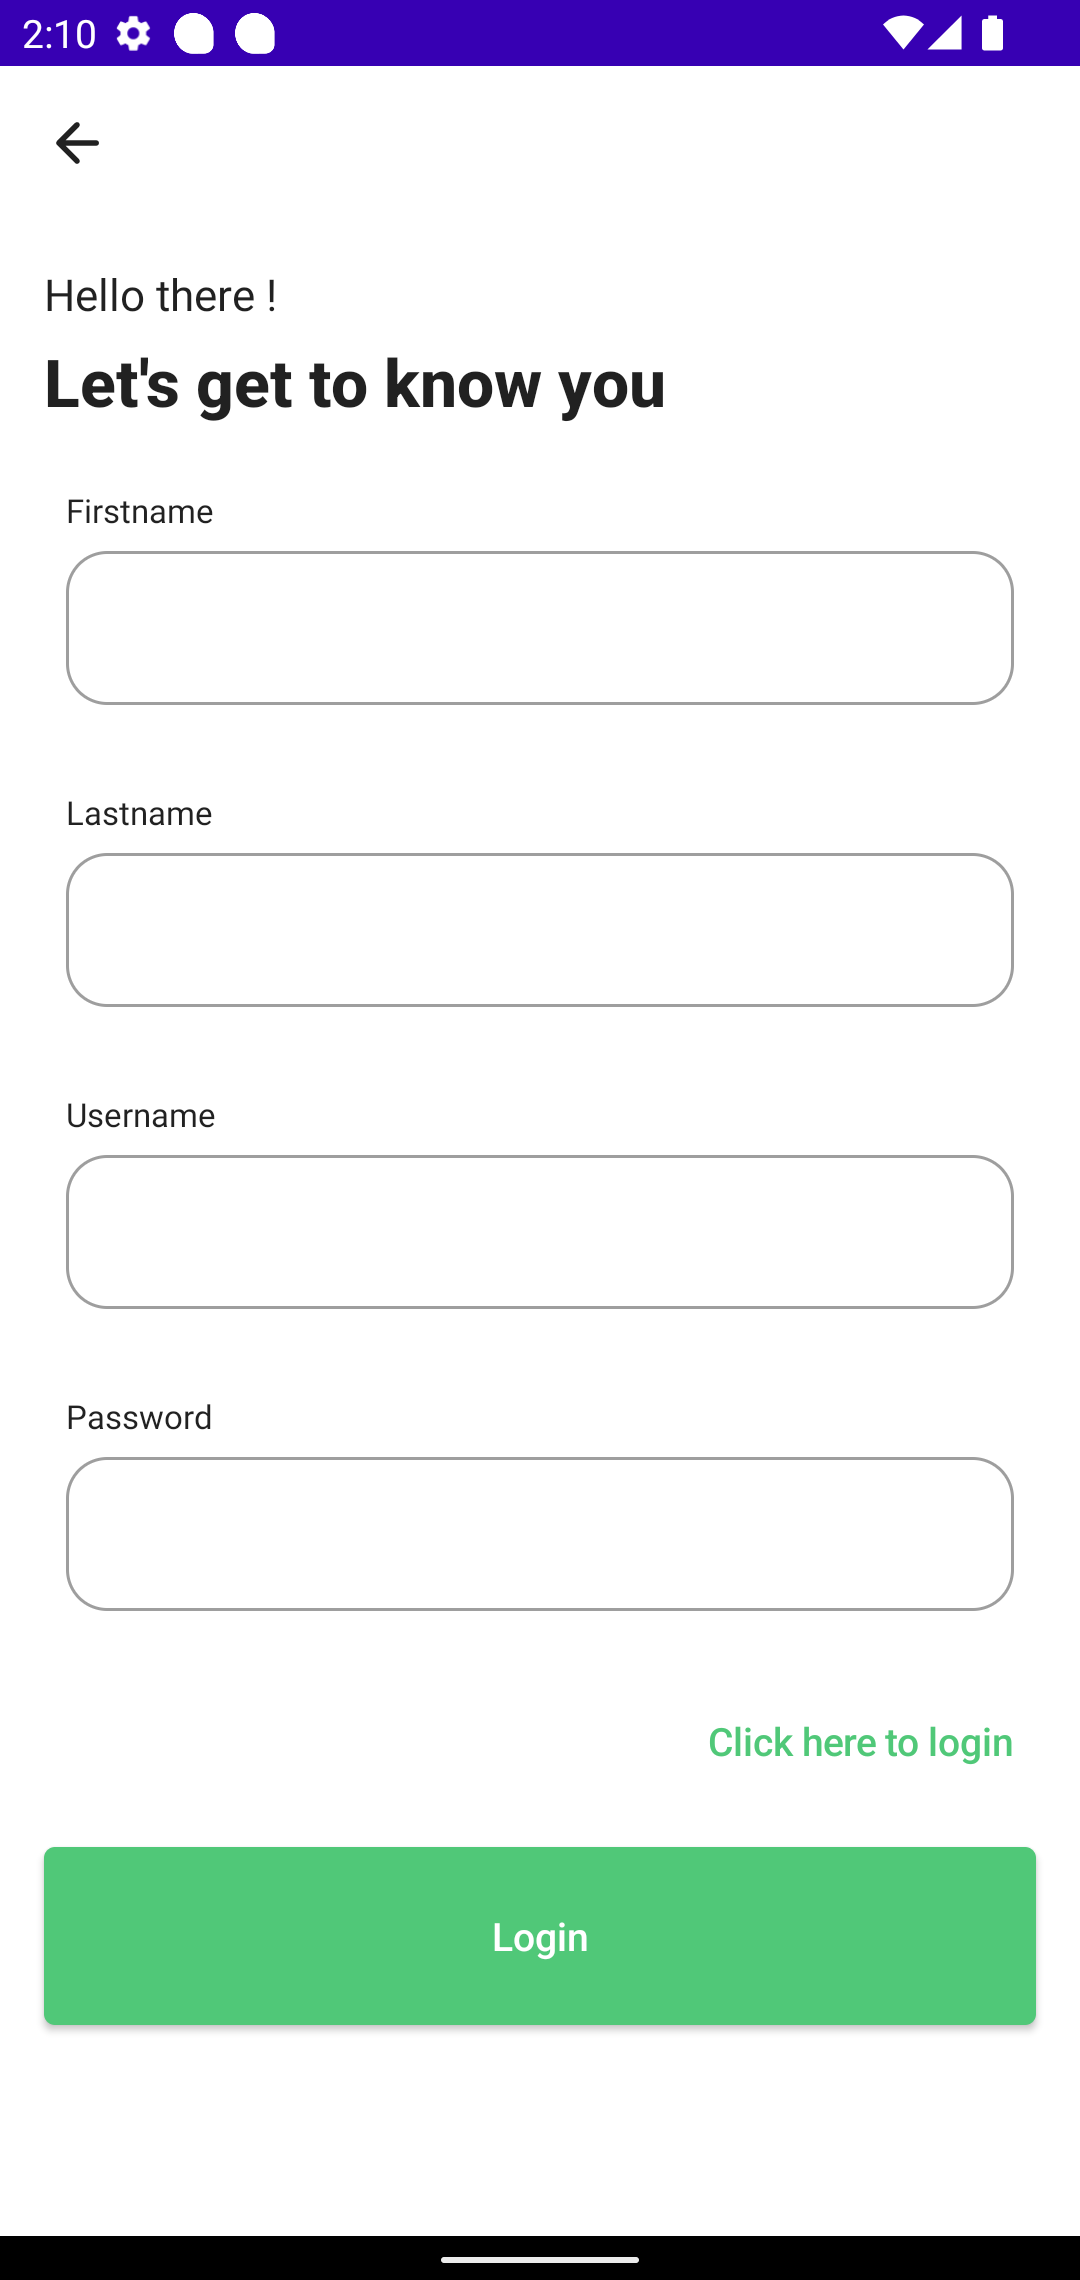 2:10
Hello there !
Let's get to know you
Firstname
Lastname
Username
Password
Click here to login
Login